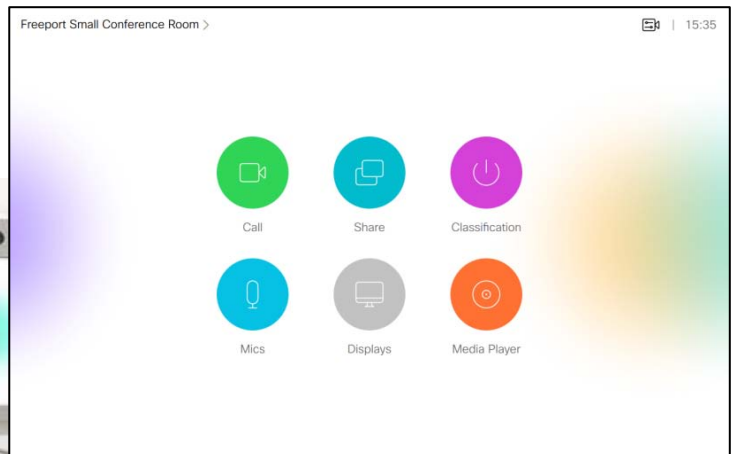 Freeport Small Conference Room >
| 15:35
Call Share Classification
Mics Displays Media Player